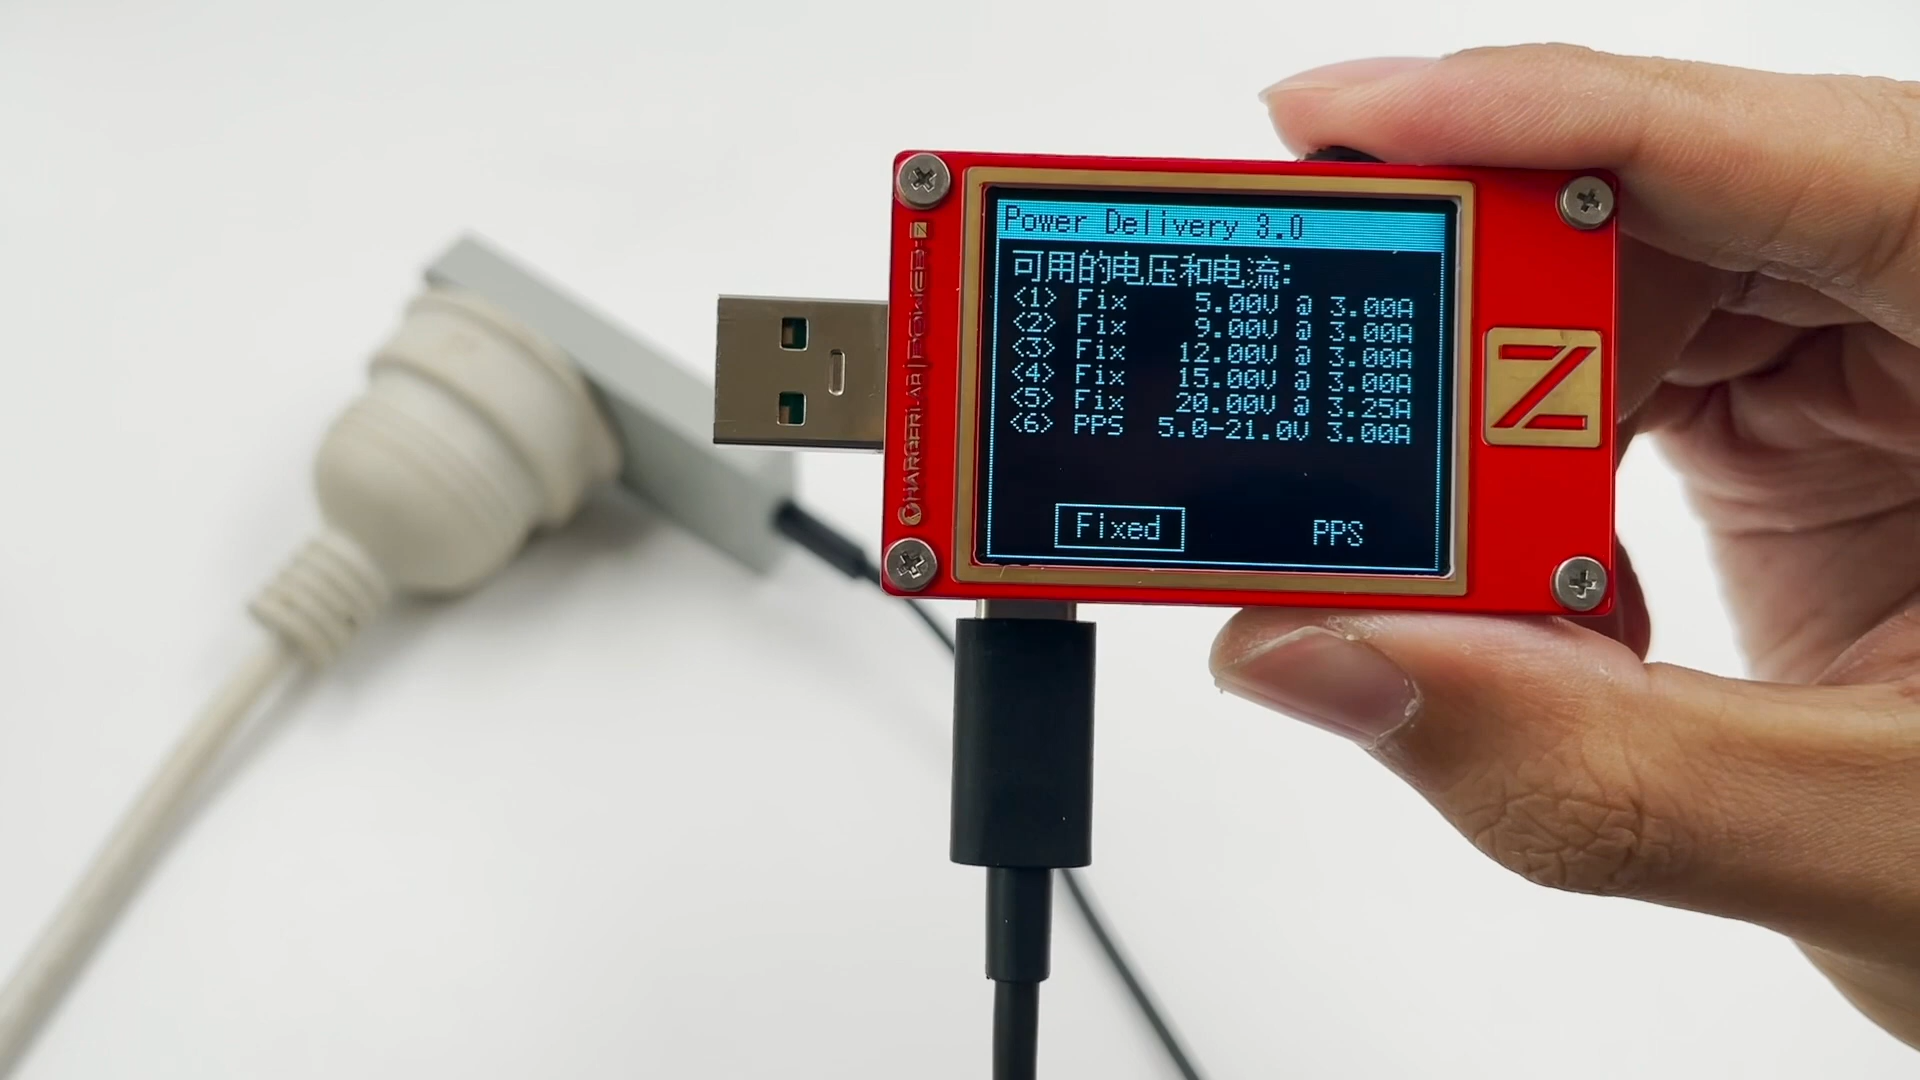 Power Delivery 3.0
可用的电压和电流:
<1> Fix 5.00V @ 3.00A
<2> Fix 9.00V @ 3.00A
<3> Fix 12.00V @ 3.00A
<4> Fix 15.00V @ 3.00A
<5> Fix 20.00V @ 3.25A
<6> PPS 5.0-21.0V 3.00A
Fixed PPS
CHARGERLAB | POWER-Z
Z